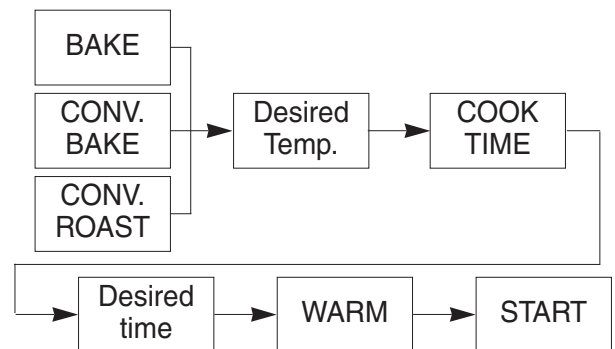 BAKE
CONV.
BAKE
CONV.
ROAST
Desired
Temp.
COOK
TIME
Desired
time
WARM
START